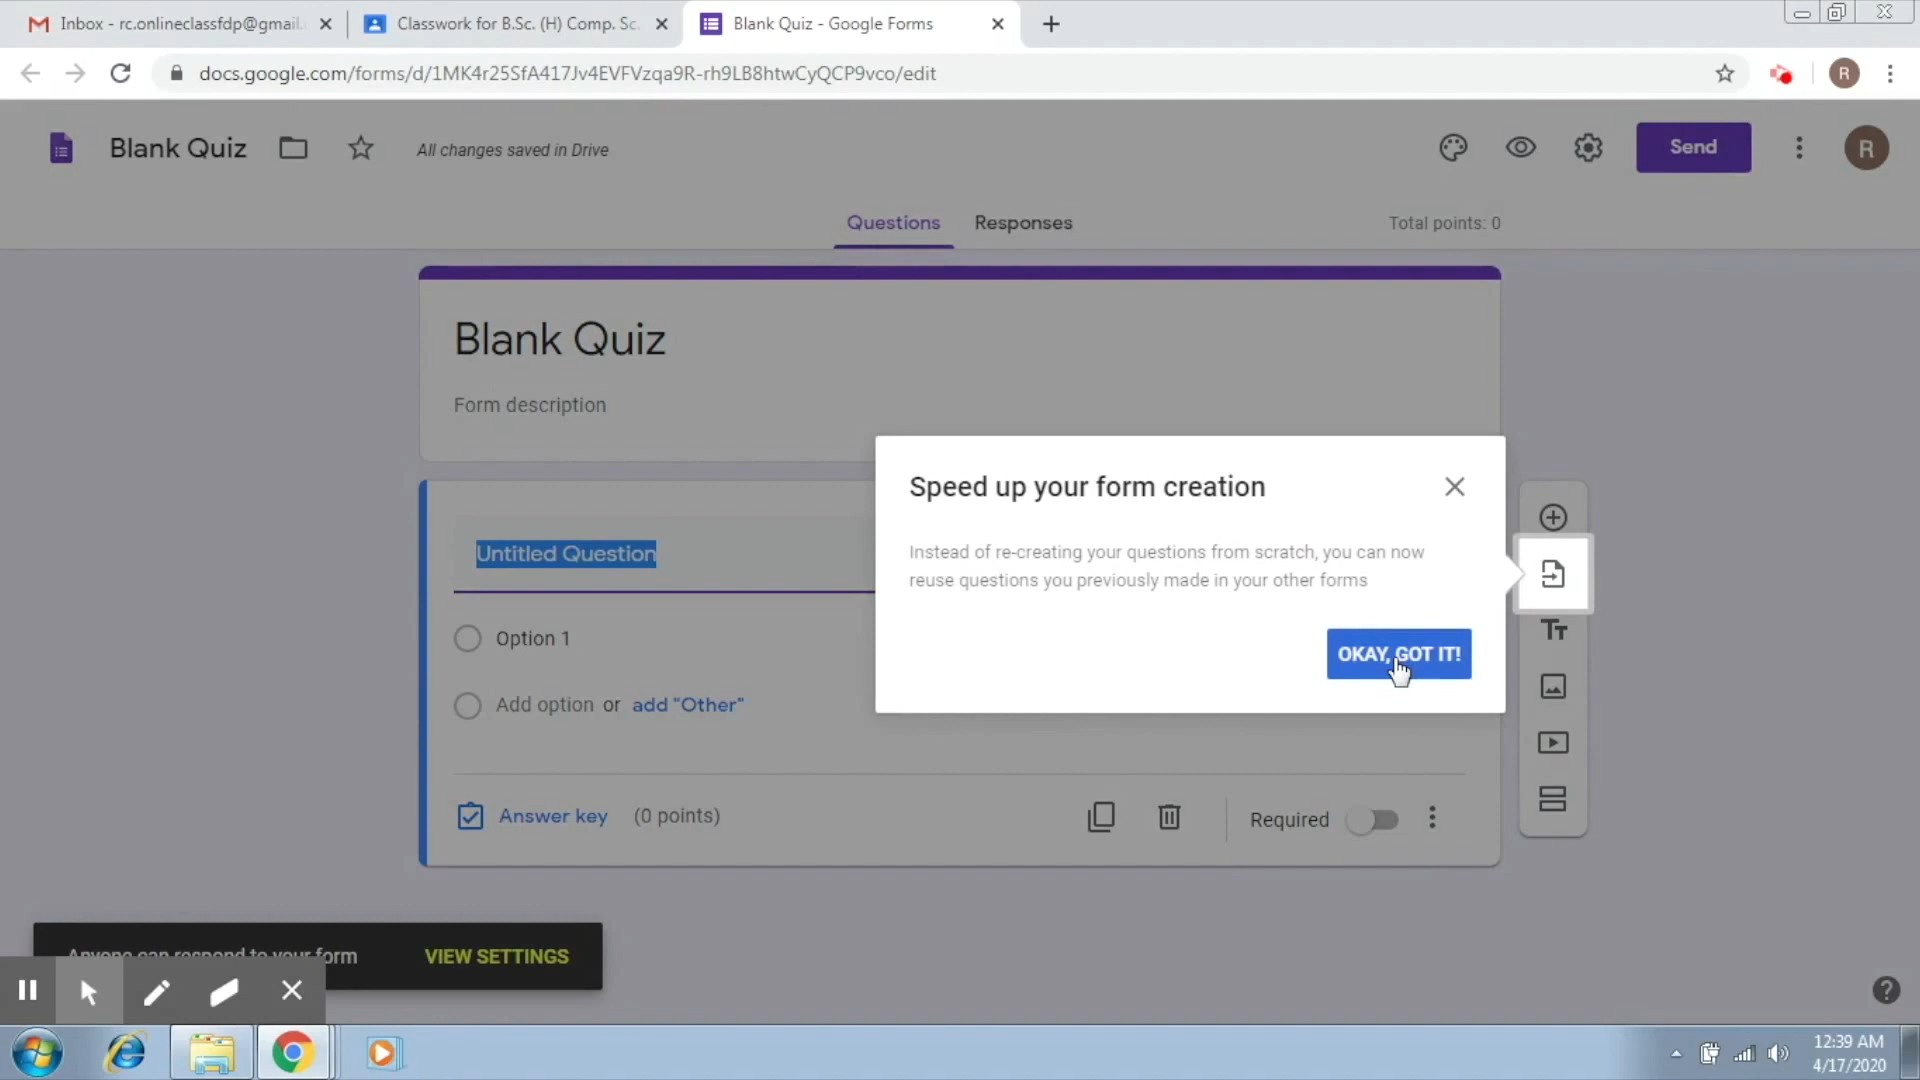 Inbox - rc.onlineclassfdp@gmail.
Classwork for B.Sc. (H) Comp. Sc.
Blank Quiz - Google Forms
docs.google.com/forms/d/1MK4r25SfA417Jv4EVFVzqa9R-rh9LB8htwCyQCP9vco/edit
R
Blank Quiz
All changes saved in Drive
Send
R
Questions
Responses
Total points: 0
Blank Quiz
Form description
Speed up your form creation
Instead of re-creating your questions from scratch, you can now
reuse questions you previously made in your other forms
OKAY, GOT IT!
Untitled Question
Option 1
Add option or add "Other"
Answer key (0 points)
Required
Anyone can respond to your form
VIEW SETTINGS
12:39 AM
4/17/2020